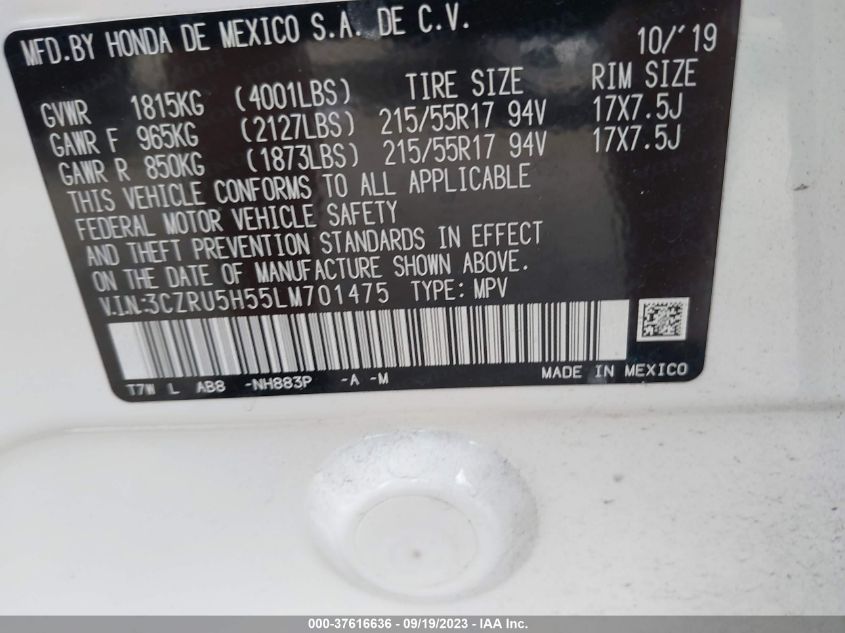 MFD.BY HONDA DE MEXICO S.A. DE C.V. 10/'19
TIRE SIZE RIM SIZE
GVWR 1815KG (4001LBS)
GAWR F 965KG (2127LBS) 215/55R17 94V 17X7.5J
GAWR R 850KG (1873LBS) 215/55R17 94V 17X7.5J
THIS VEHICLE CONFORMS TO ALL APPLICABLE
FEDERAL MOTOR VEHICLE SAFETY
AND THEFT PREVENTION STANDARDS IN EFFECT
ON THE DATE OF MANUFACTURE SHOWN ABOVE.
V.I.N:3CZRU5H55LM701475 TYPE: MPV
T7W L AB8 -NH883P -A -M MADE IN MEXICO
000-37616636 - 09/19/2023 - IAA Inc.